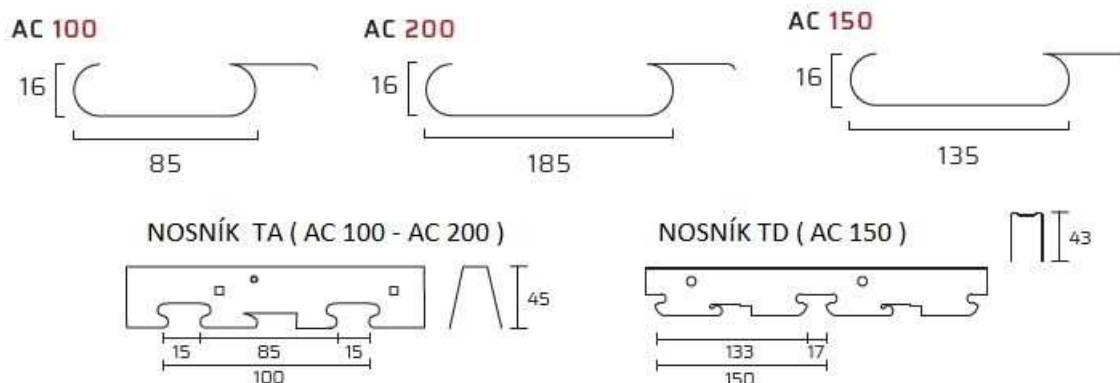 AC 100
AC 200
AC 150
16
16
16
85
185
135
NOSNÍK TA ( AC 100 - AC 200 )
NOSNÍK TD ( AC 150 )
43
45
15 85 15
100
133 17
150